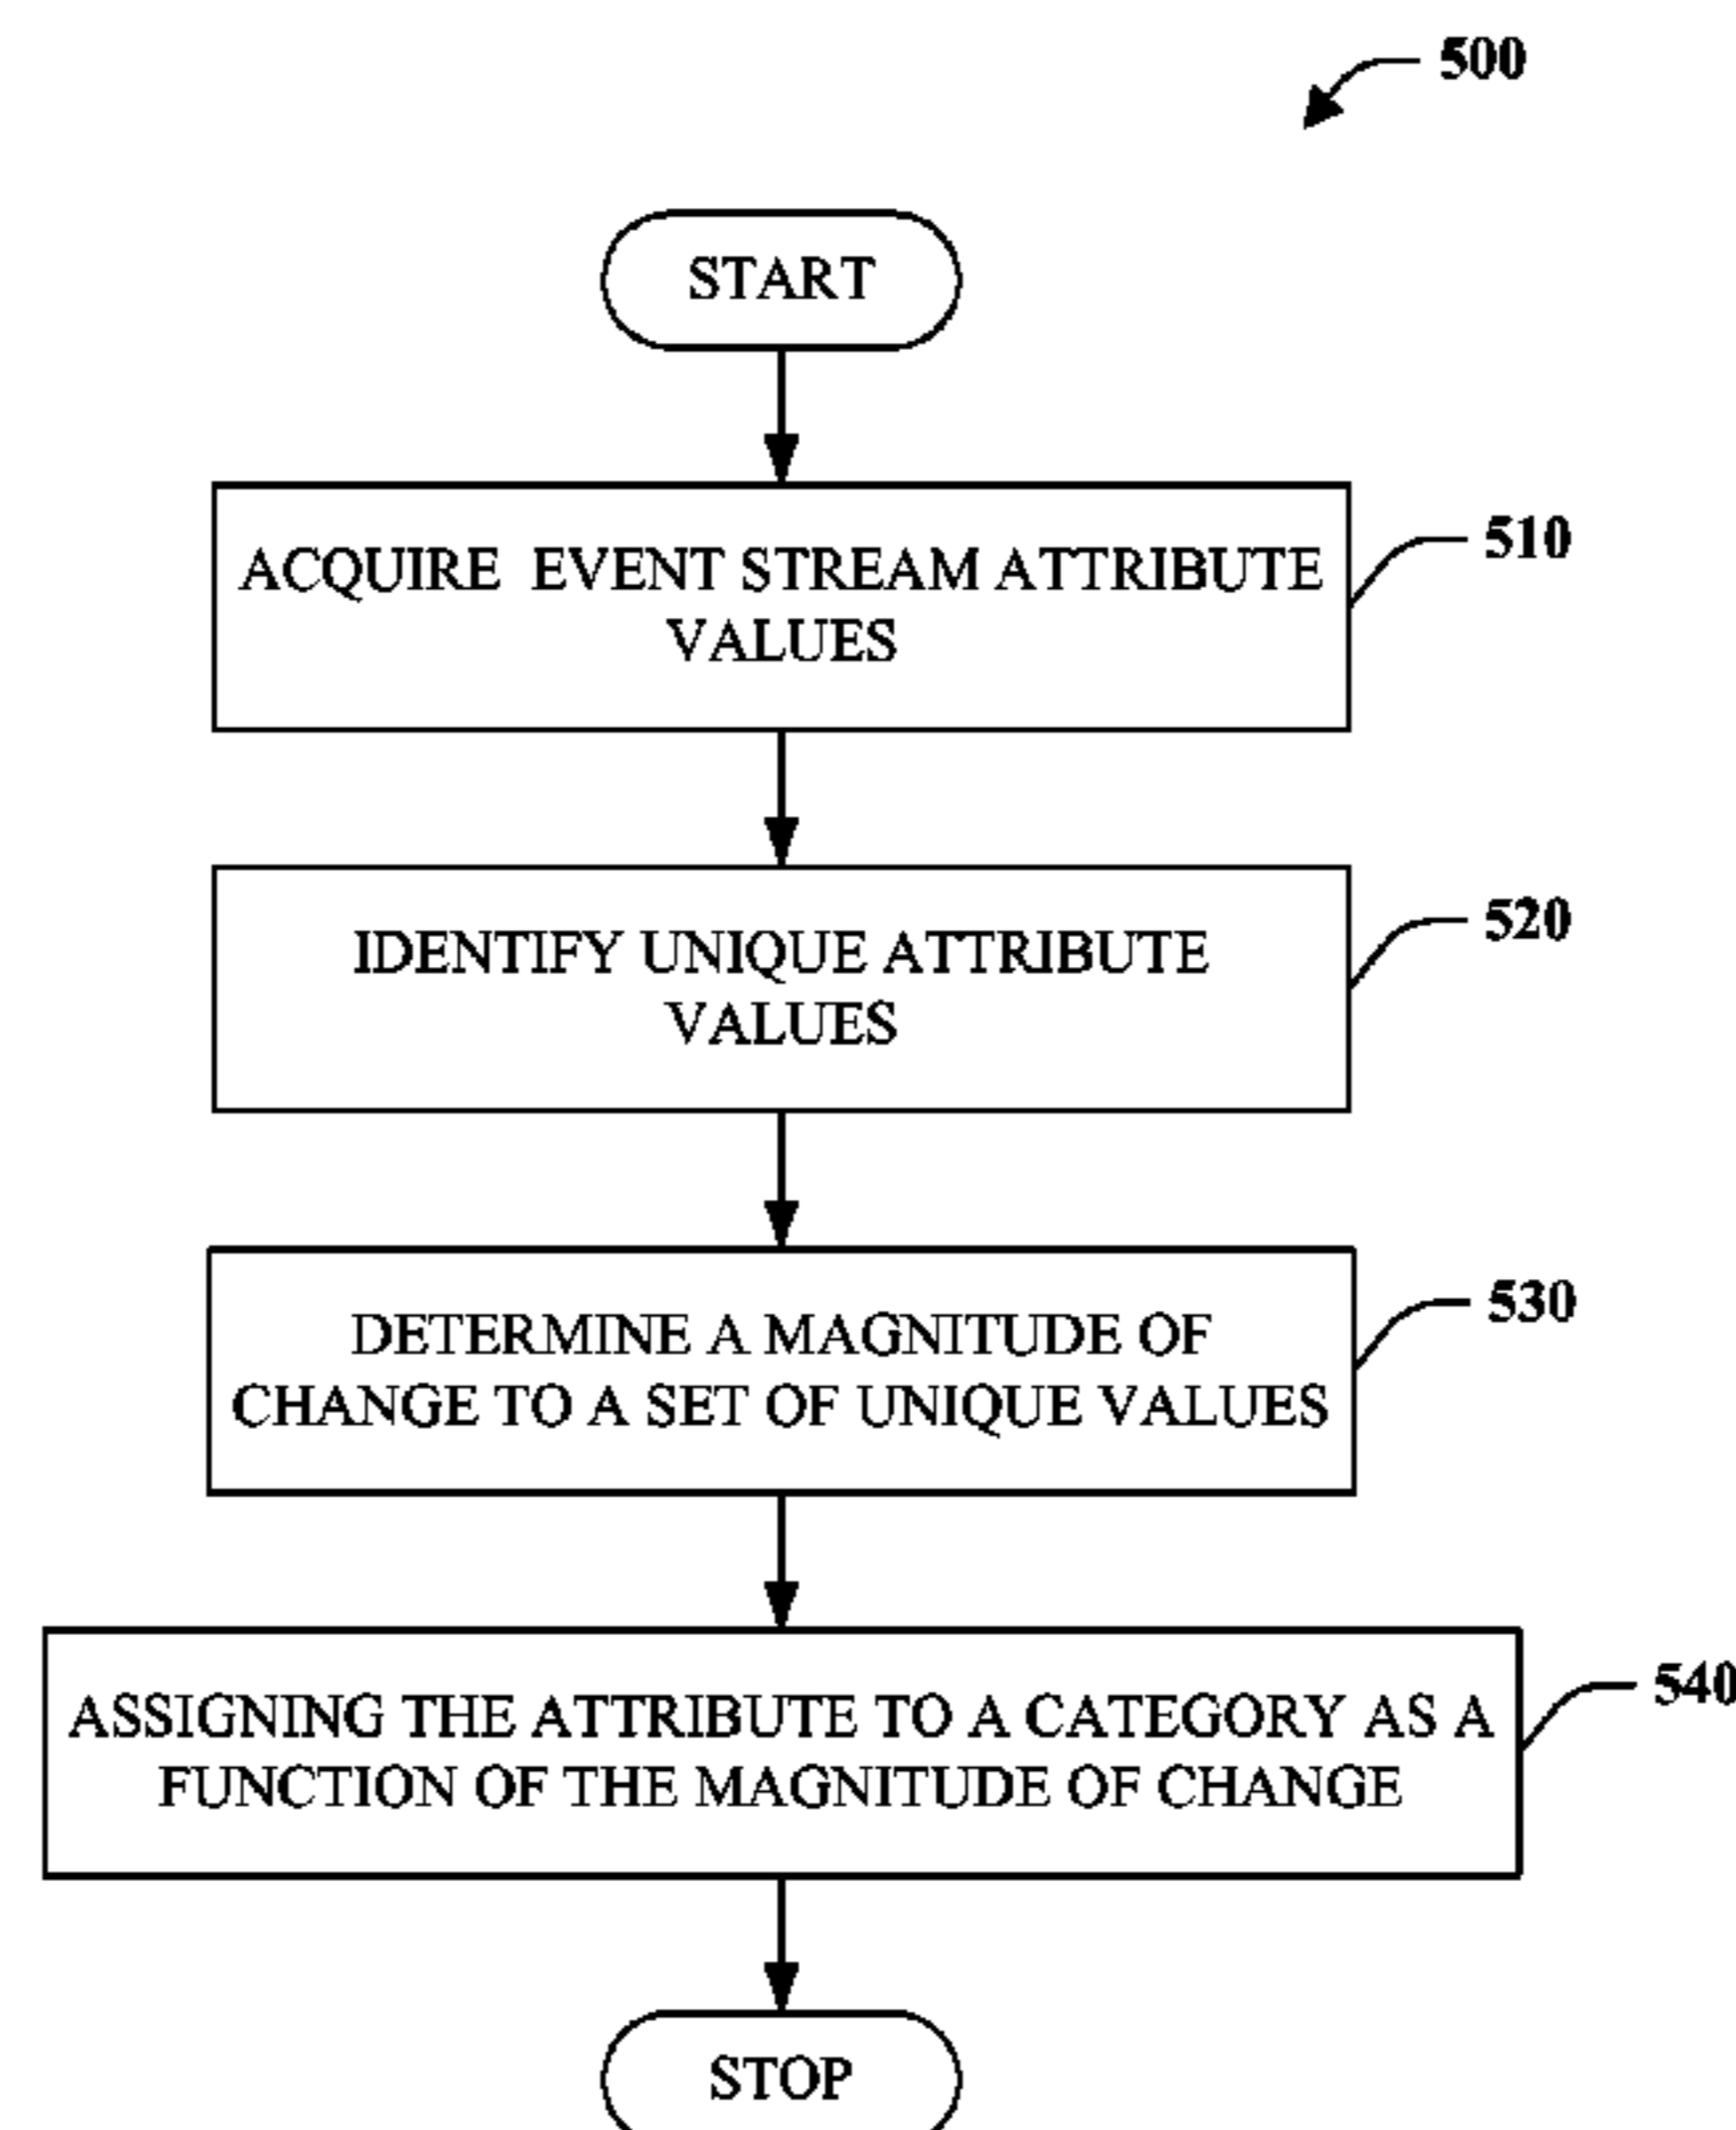 500
START
ACQUIRE EVENT STREAM ATTRIBUTE
VALUES
510
IDENTIFY UNIQUE ATTRIBUTE
VALUES
520
DETERMINE A MAGNITUDE OF
CHANGE TO A SET OF UNIQUE VALUES
530
ASSIGNING THE ATTRIBUTE TO A CATEGORY AS A
FUNCTION OF THE MAGNITUDE OF CHANGE
540
STOP